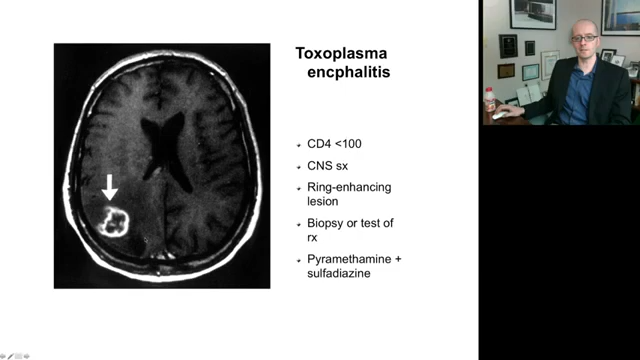 Toxoplasma
encphalitis
CD4 <100
CNS sx
Ring-enhancing
lesion
Biopsy or test of
rx
Pyramethamine +
sulfadiazine